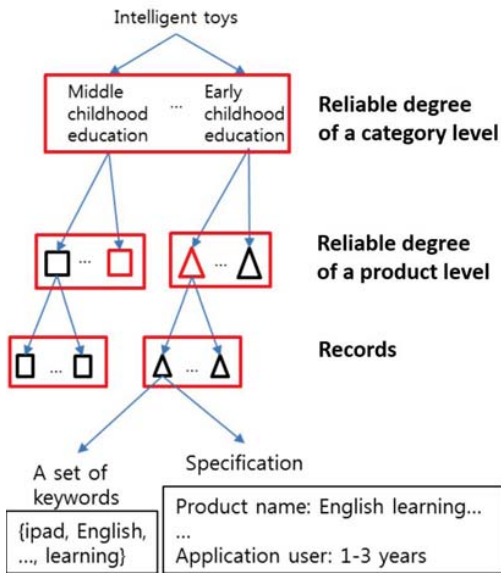 Intelligent toys
Middle
childhood
education
...
Early
childhood
education
Reliable degree
of a category level
...
...
Reliable degree
of a product level
...
...
Records
A set of
keywords
{ipad, English,
..., learning}
Specification
Product name: English learning...
...
Application user: 1-3 years